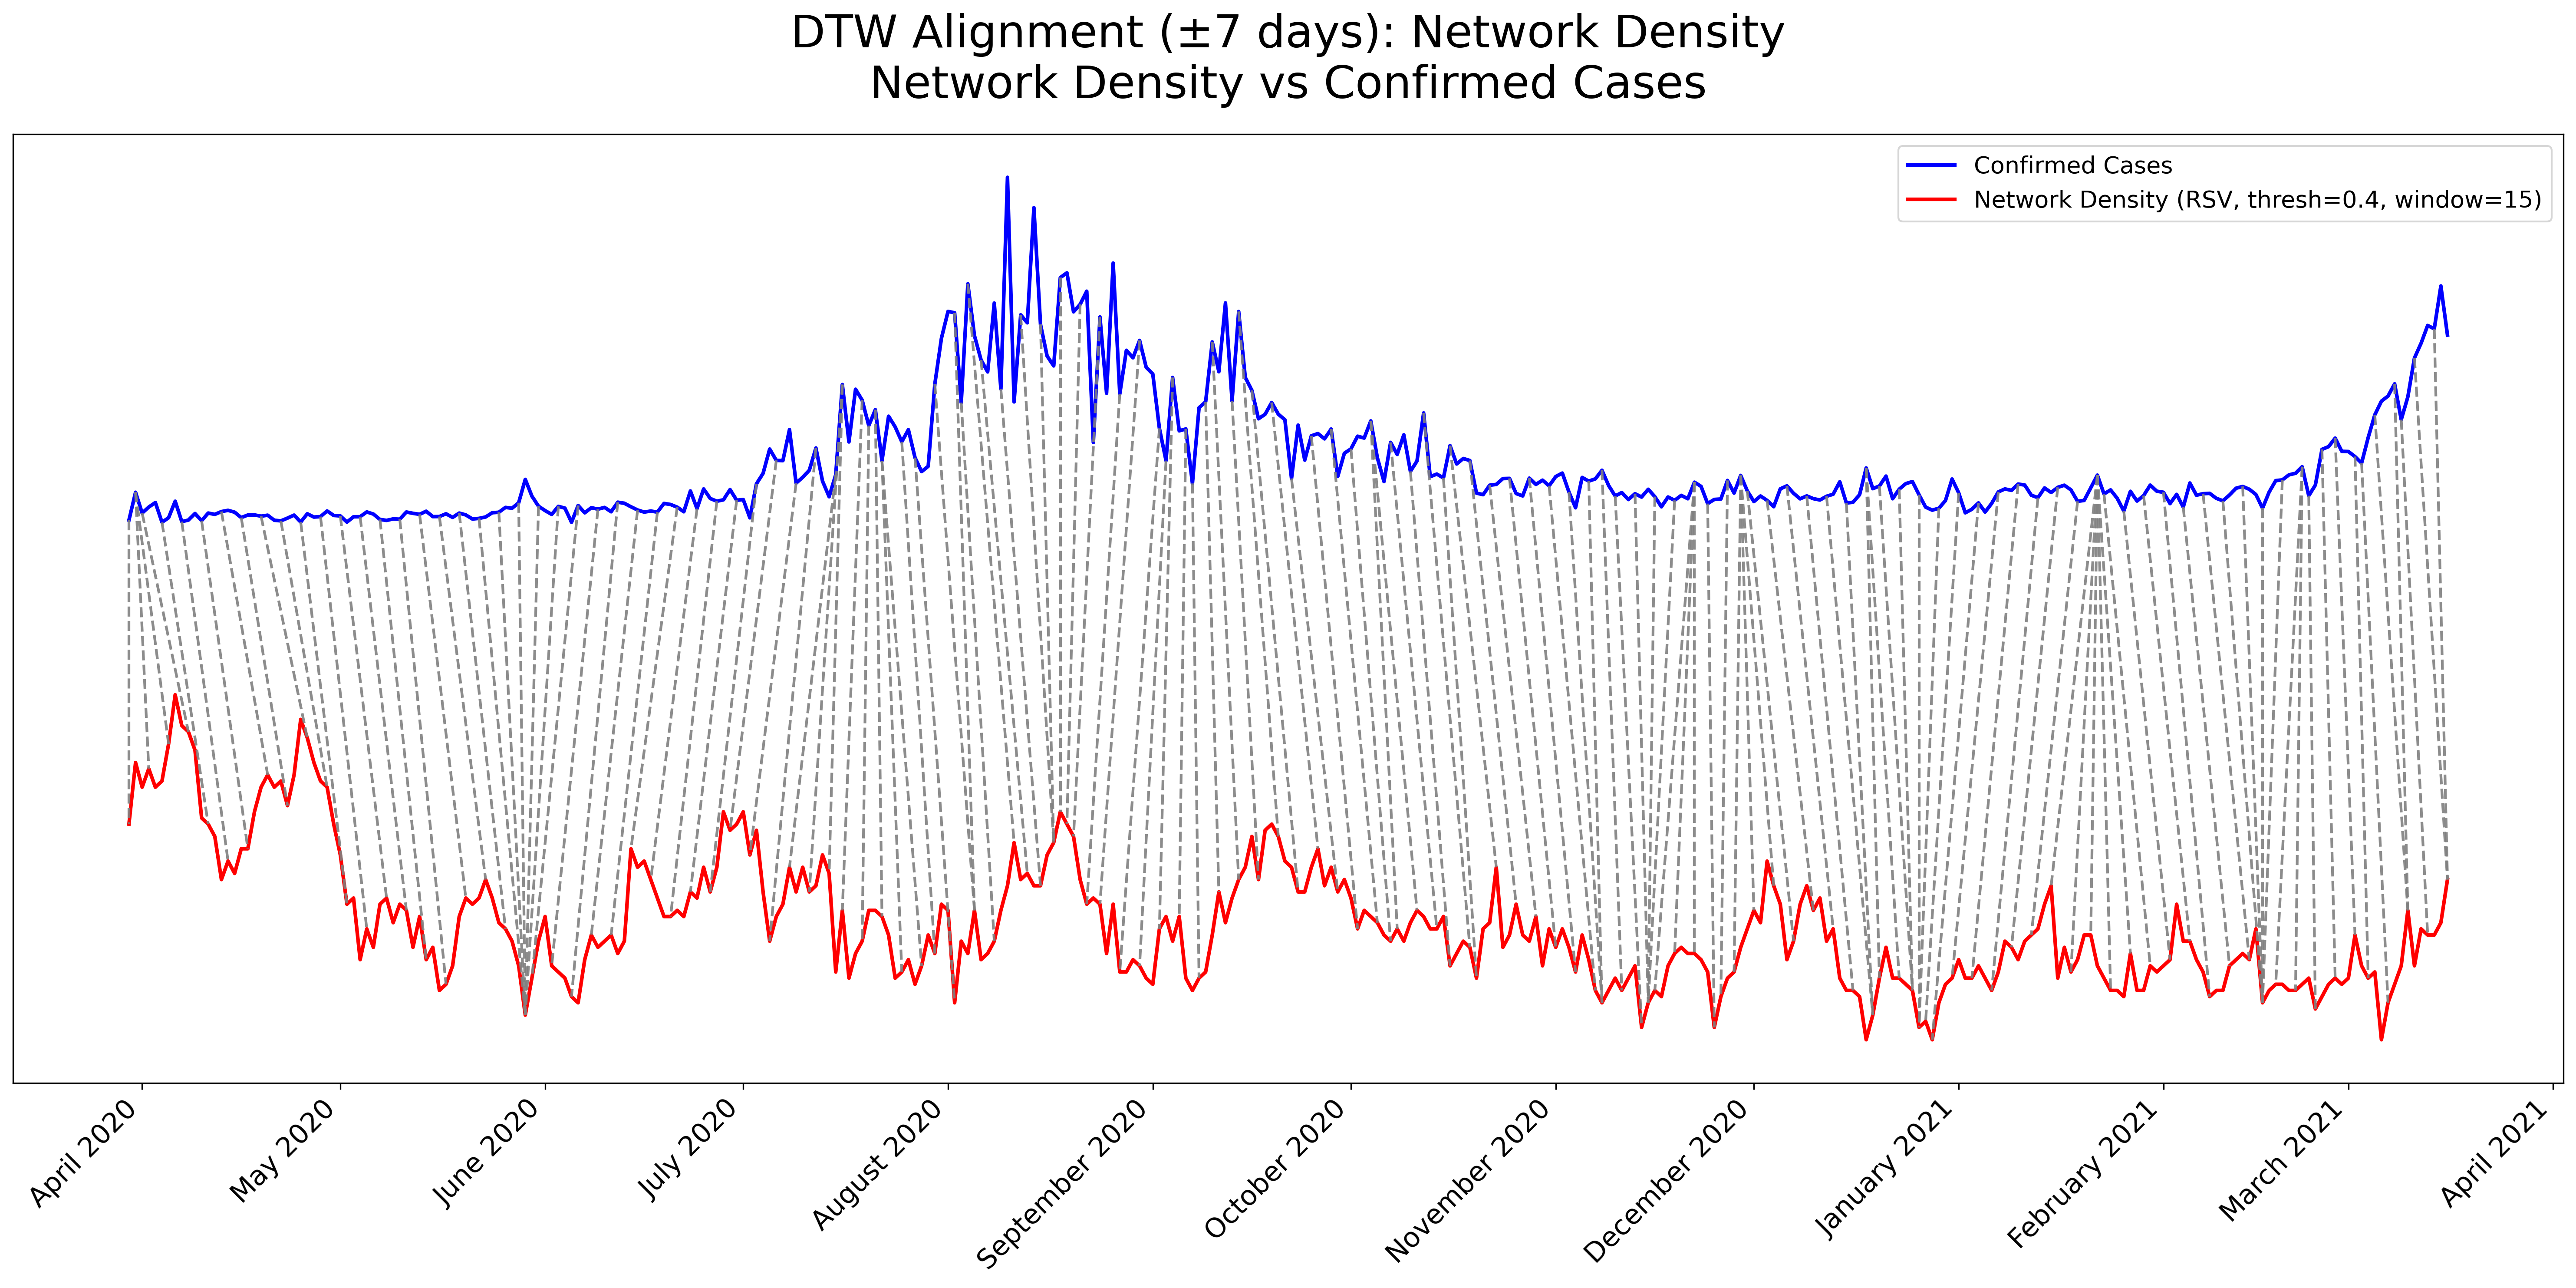 DTW Alignment (±7 days): Network Density
Network Density vs Confirmed Cases
Confirmed Cases
Network Density (RSV, thresh=0.4, window=15)
April 2020
May 2020
June 2020
July 2020
August 2020
September 2020
October 2020
November 2020
December 2020
January 2021
February 2021
March 2021
April 2021